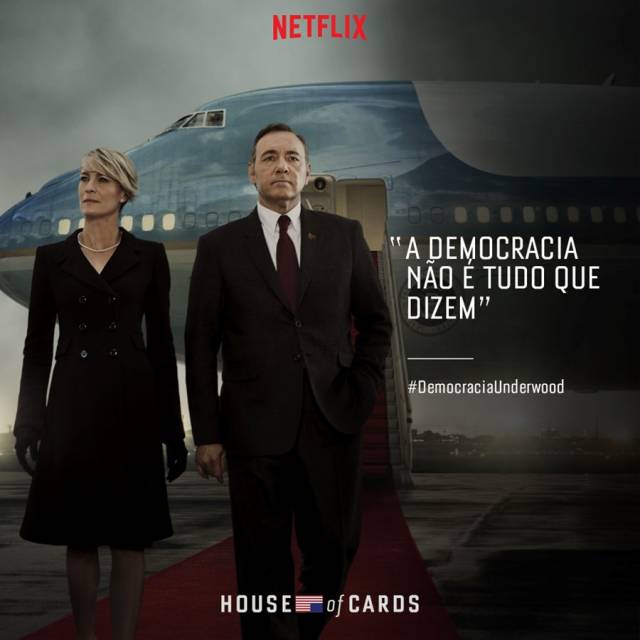 NETFLIX
“A DEMOCRACIA
NÃO É TUDO QUE
DIZEM”
#DemocraciaUnderwood
HOUSE of CARDS